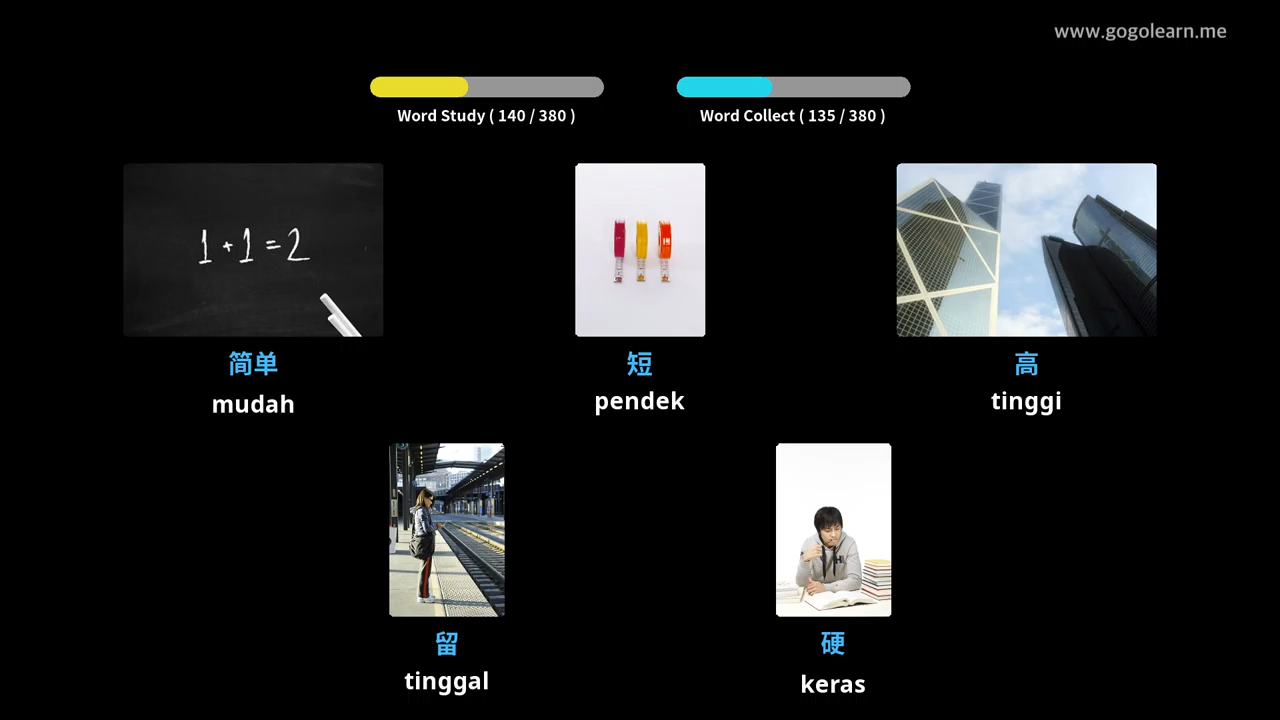 www.gogolearn.me
Word Study ( 140 / 380 )
Word Collect ( 135 / 380 )
1 + 1 = 2
简单
mudah
短
pendek
高
tinggi
留
tinggal
硬
keras